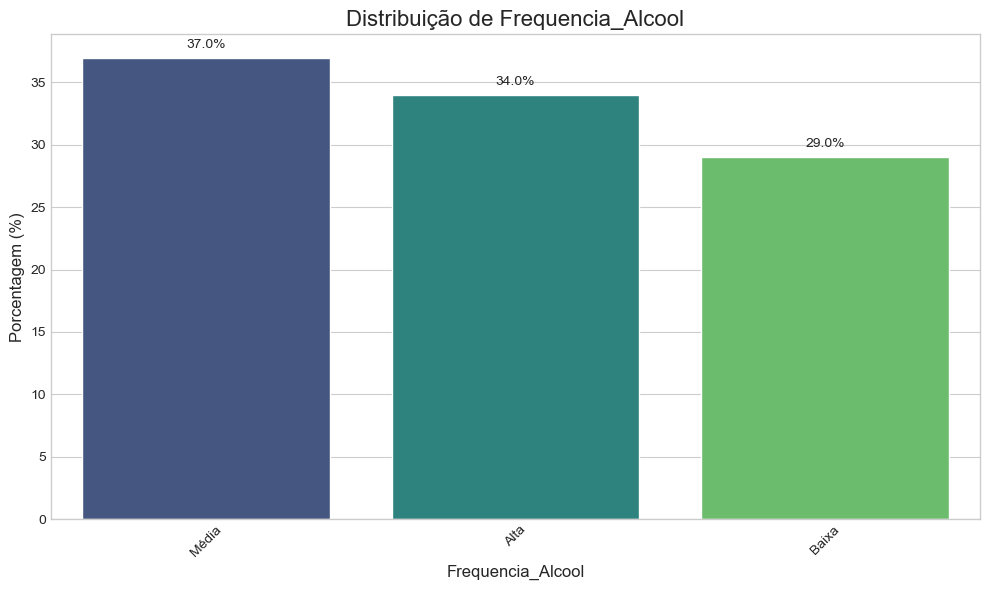 Distribuição de Frequencia_Alcool
37.0%
34.0%
29.0%
Porcentagem (%)
35
30
25
20
15
10
5
0
Média
Alta
Baixa
Frequencia_Alcool